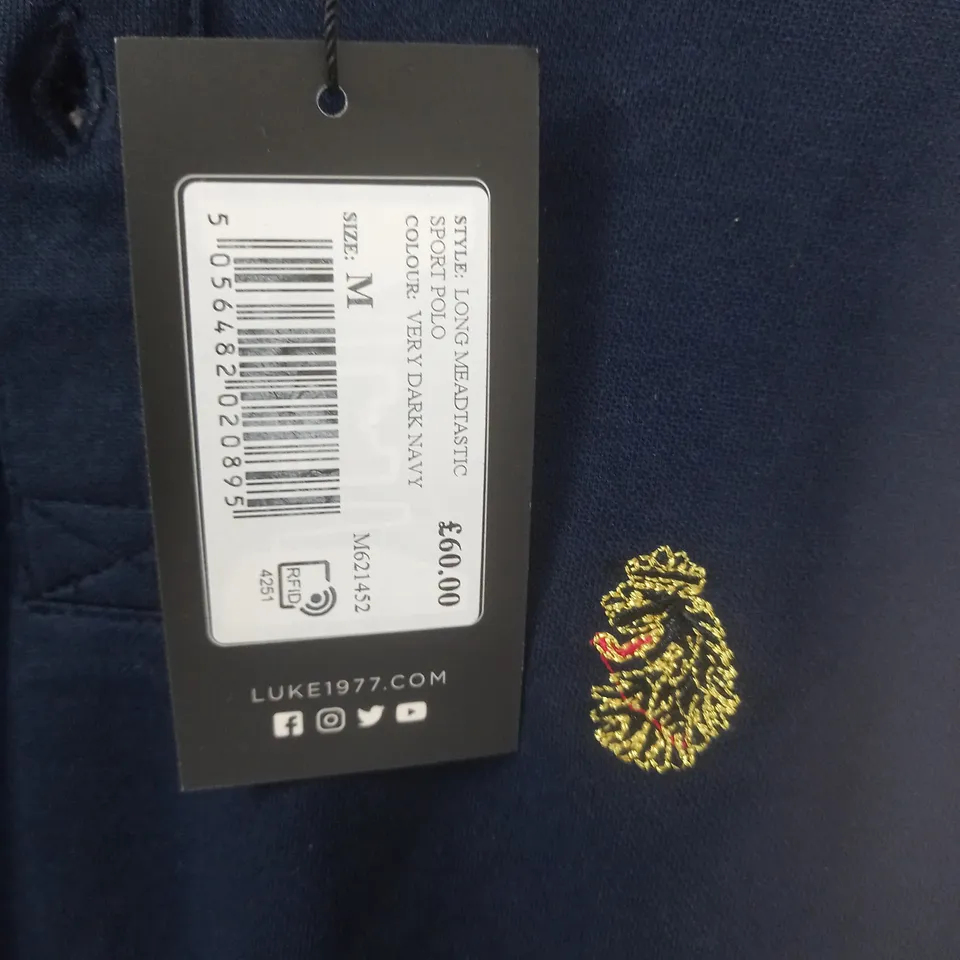 STYLE: LONG MEADTASTIC
SPORT POLO
COLOUR: VERY DARK NAVY
£60.00
SIZE: M
M621452
5 056482 020895
RFID
4251
LUKE1977.COM